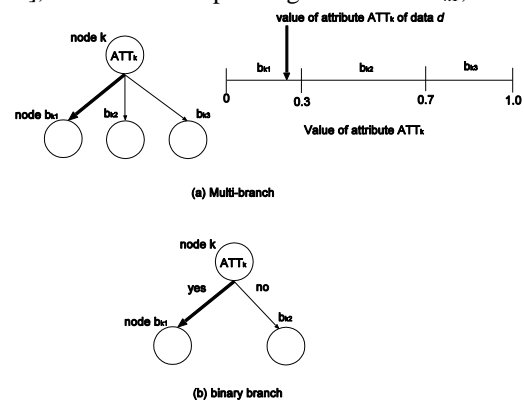 value of attribute ATTk of data d
node k
ATTk
bk1 bk2 bk3
node bk1 bk2 bk3
0 0.3 0.7 1.0
Value of attribute ATTk
(a) Multi-branch
node k
ATTk
yes no
node bk1 bk2
(b) binary branch